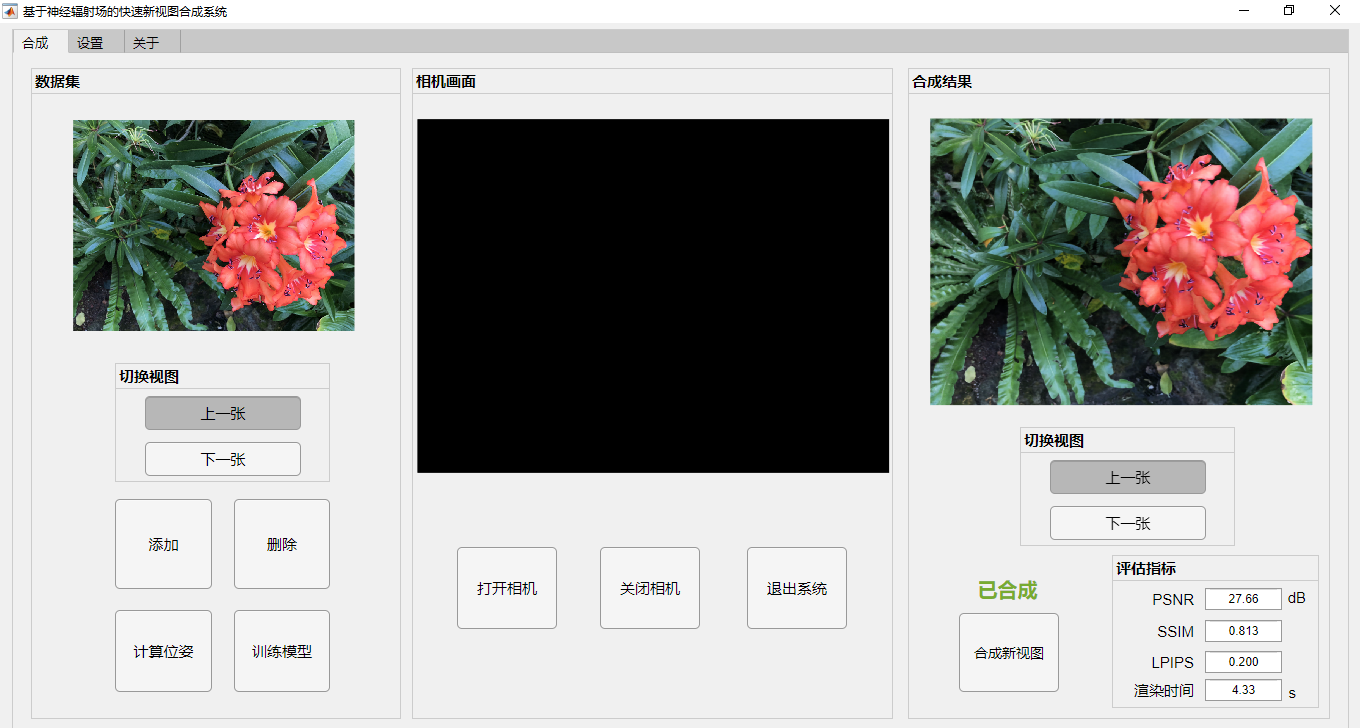 基于神经辐射场的快速新视图合成系统
合成 设置 关于
数据集
切换视图
上一张
下一张
添加 删除
计算位姿 训练模型
相机画面
打开相机 关闭相机 退出系统
合成结果
切换视图
上一张
下一张
已合成
合成新视图
评估指标
PSNR 27.66 dB
SSIM 0.813
LPIPS 0.200
渲染时间 4.33 s